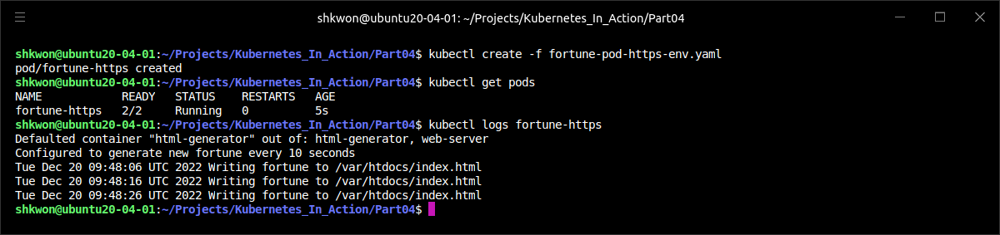 shkwon@ubuntu20-04-01: ~/Projects/Kubernetes_In_Action/Part04
shkwon@ubuntu20-04-01:~/Projects/Kubernetes_In_Action/Part04$ kubectl create -f fortune-pod-https-env.yaml
pod/fortune-https created
shkwon@ubuntu20-04-01:~/Projects/Kubernetes_In_Action/Part04$ kubectl get pods
NAME            READY   STATUS    RESTARTS   AGE
fortune-https   2/2     Running   0          5s
shkwon@ubuntu20-04-01:~/Projects/Kubernetes_In_Action/Part04$ kubectl logs fortune-https
Defaulted container "html-generator" out of: html-generator, web-server
Configured to generate new fortune every 10 seconds
Tue Dec 20 09:48:06 UTC 2022 Writing fortune to /var/htdocs/index.html
Tue Dec 20 09:48:16 UTC 2022 Writing fortune to /var/htdocs/index.html
Tue Dec 20 09:48:26 UTC 2022 Writing fortune to /var/htdocs/index.html
shkwon@ubuntu20-04-01:~/Projects/Kubernetes_In_Action/Part04$